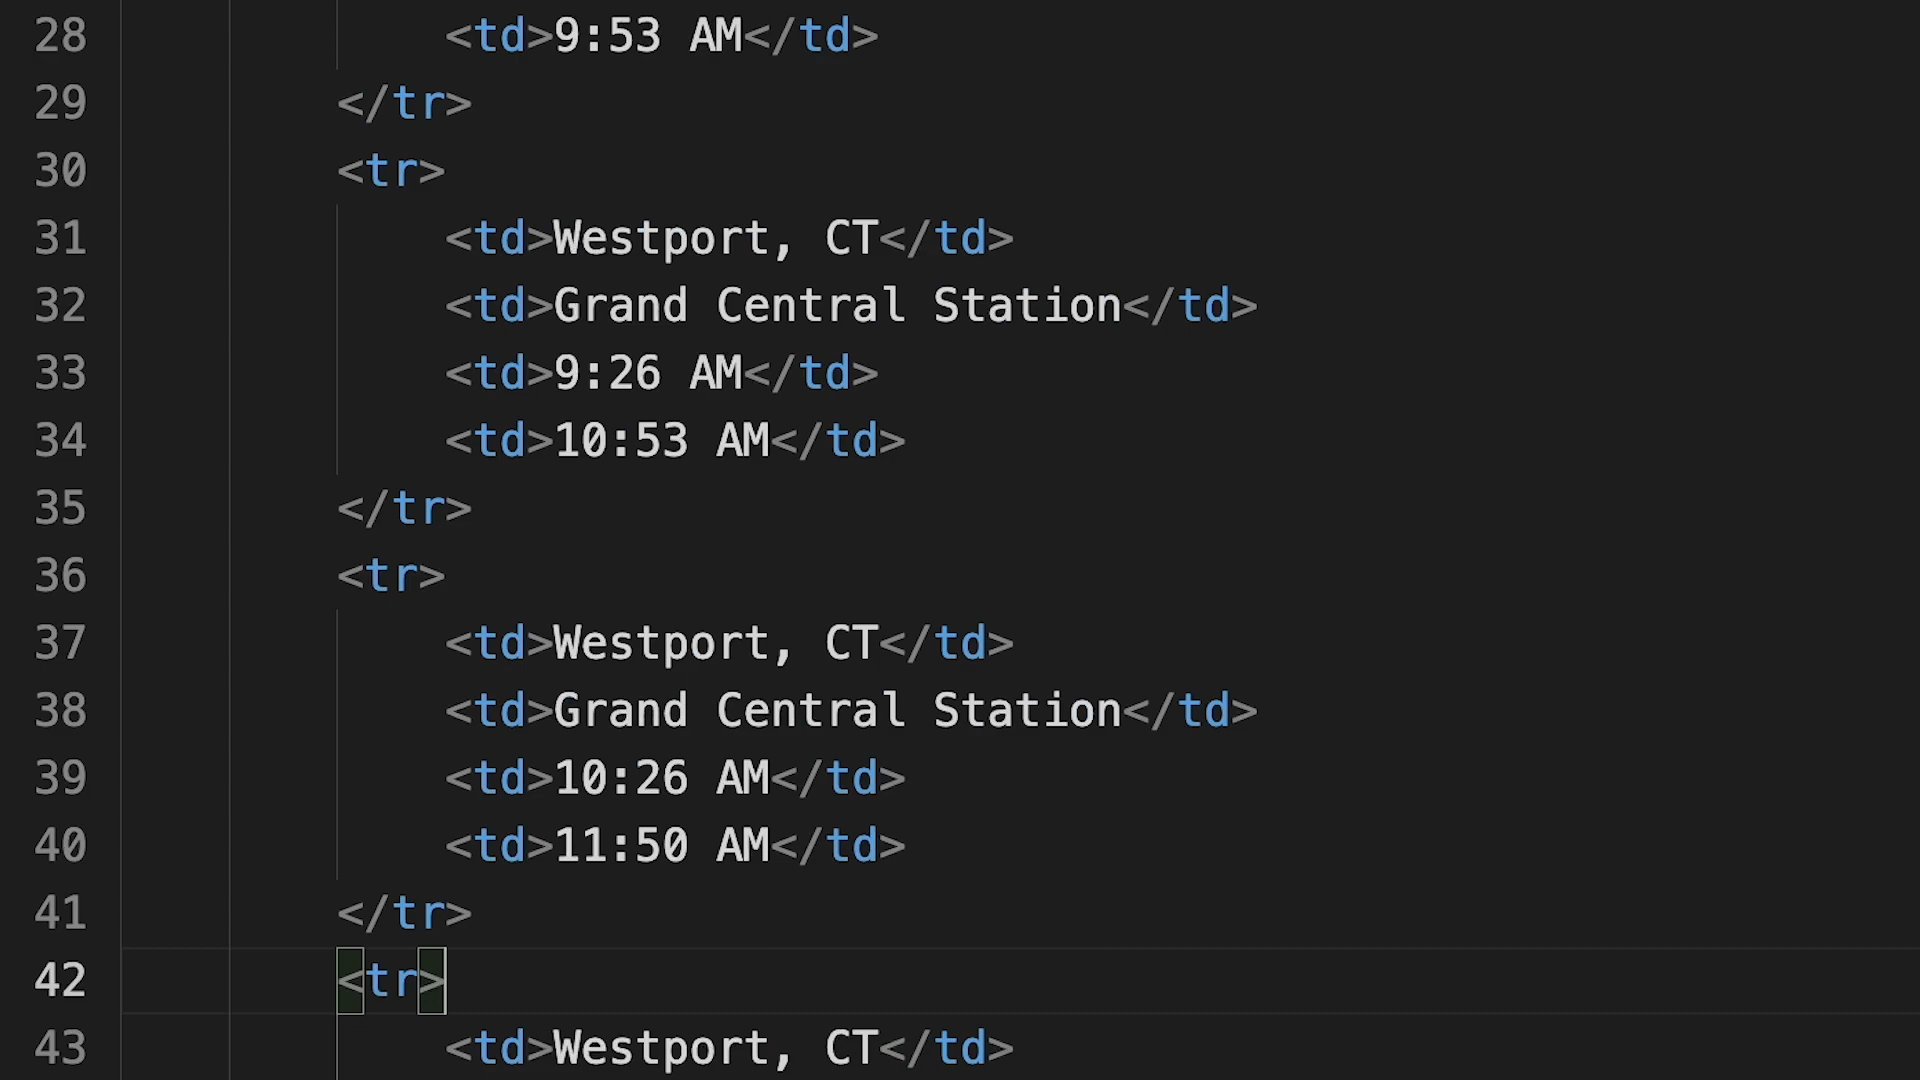 28 <td>9:53 AM</td>
29 </tr>
30 <tr>
31 <td>Westport, CT</td>
32 <td>Grand Central Station</td>
33 <td>9:26 AM</td>
34 <td>10:53 AM</td>
35 </tr>
36 <tr>
37 <td>Westport, CT</td>
38 <td>Grand Central Station</td>
39 <td>10:26 AM</td>
40 <td>11:50 AM</td>
41 </tr>
42 <tr>
43 <td>Westport, CT</td>